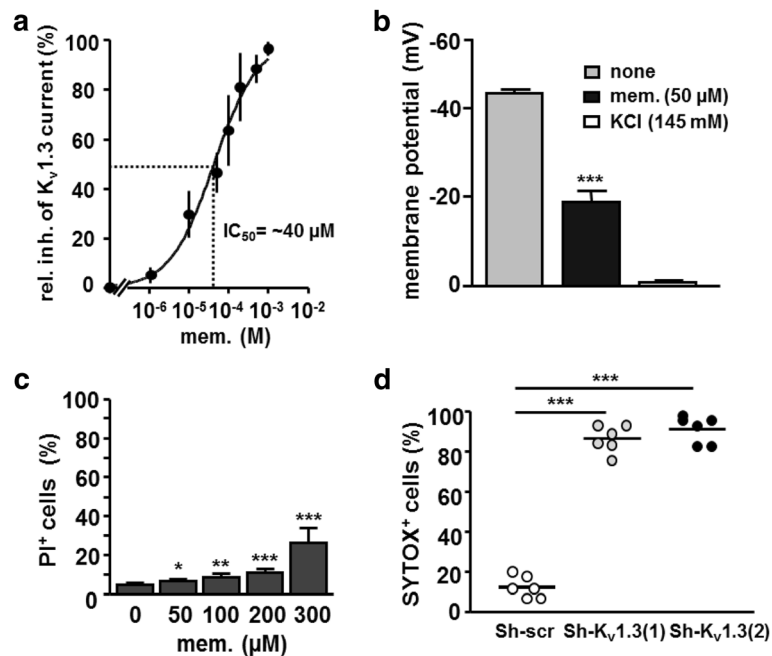 a
rel. inh. of Kv1.3 current (%)
100
80
60
40
20
0
IC50= ~40 µM
10-6 10-5 10-4 10-3 10-2
mem. (M)
b
membrane potential (mV)
-60
-40
-20
0
none
mem. (50 µM)
KCl (145 mM)
***
c
PI+ cells (%)
100
80
60
40
20
0
* ** *** ***
0 50 100 200 300
mem. (µM)
d
SYTOX+ cells (%)
100
80
60
40
20
0
***
***
Sh-scr Sh-Kv1.3(1) Sh-Kv1.3(2)